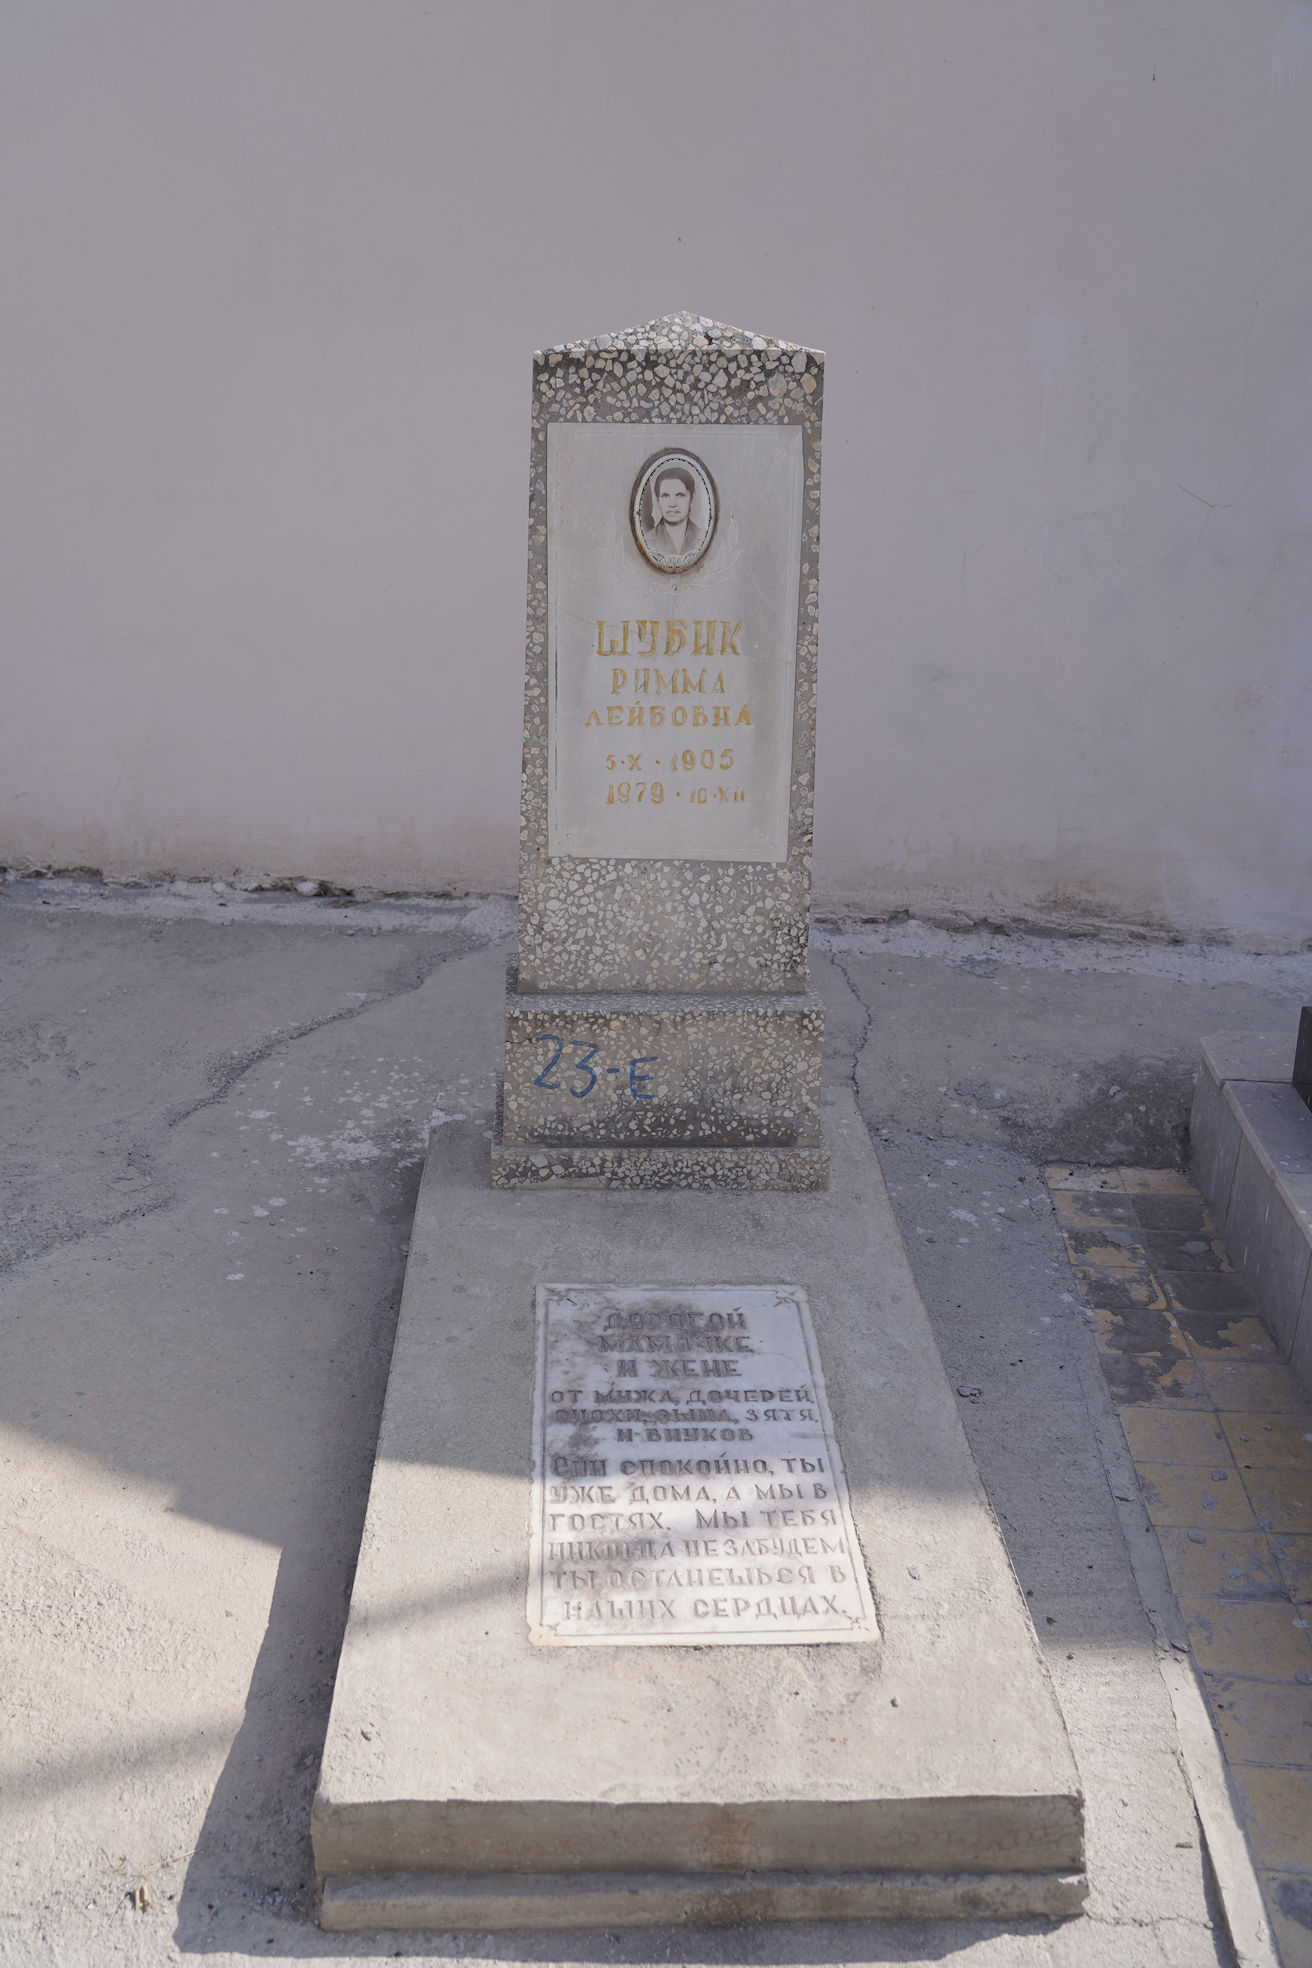 ШУБИК
РИММА
ЛЕЙБОВНА
5·X·1905
1979·10·XII
23-E
ДОРОГОЙ
МАМОЧКЕ
И ЖЕНЕ
ОТ МУЖА, ДОЧЕРЕЙ,
СНОХИ, СЫНА, ЗЯТЯ,
И ВНУКОВ
СПИ СПОКОЙНО, ТЫ
УЖЕ ДОМА, А МЫ В
ГОСТЯХ. МЫ ТЕБЯ
НИКОГДА НЕ ЗАБУДЕМ
ТЫ ОСТАНЕШЬСЯ В
НАШИХ СЕРДЦАХ.